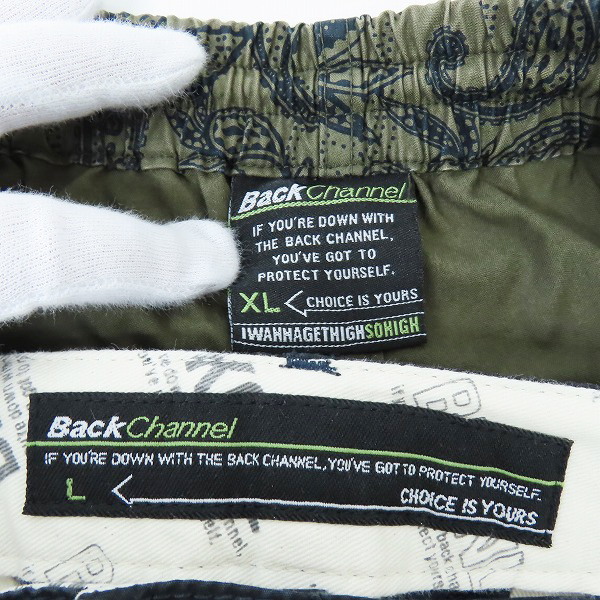 BackChannel
IF YOU'RE DOWN WITH
THE BACK CHANNEL,
YOU'VE GOT TO
PROTECT YOURSELF.
XL CHOICE IS YOURS
IWANNAGETHIGHSOHIGH
BackChannel
IF YOU'RE DOWN WITH THE BACK CHANNEL, YOU'VE GOT TO PROTECT YOURSELF.
L CHOICE IS YOURS